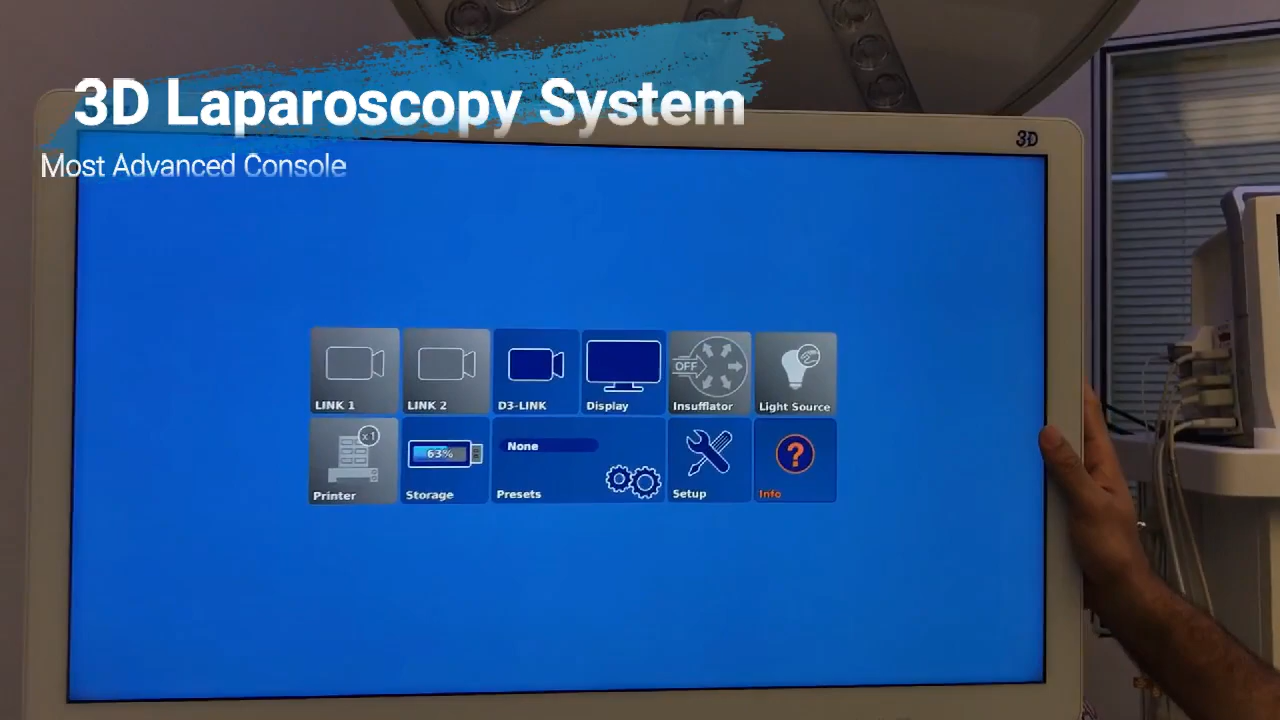 3D Laparoscopy System
Most Advanced Console
3D
LINK 1
LINK 2
D3-LINK
Display
OFF
Insufflator
Light Source
x1
Printer
63%
Storage
None
Presets
Setup
?
Info